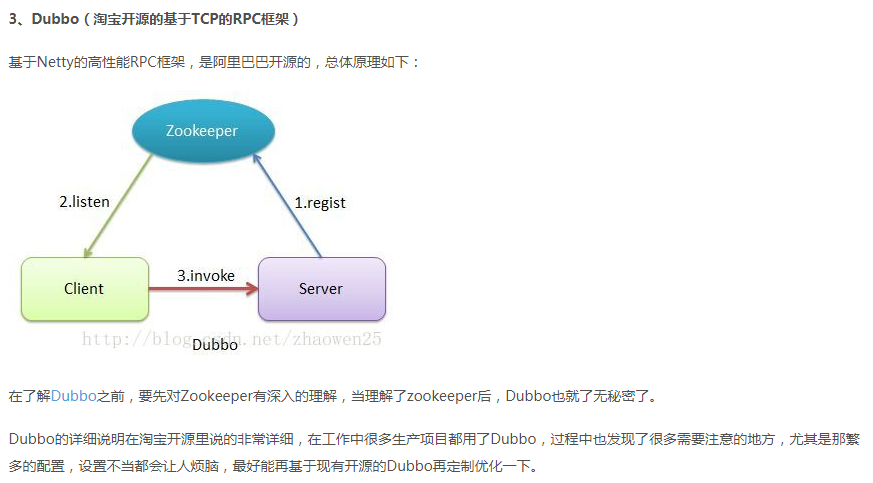 3、Dubbo（淘宝开源的基于TCP的RPC框架）
基于Netty的高性能RPC框架，是阿里巴巴开源的，总体原理如下：
Zookeeper
2.listen
1.regist
Client
3.invoke
Server
http://blog.csdn.net/zhaowen25
Dubbo
在了解Dubbo之前，要先对Zookeeper有深入的理解，当理解了zookeeper后，Dubbo也就了无秘密了。
Dubbo的详细说明在淘宝开源里说的非常详细，在工作中很多生产项目都用了Dubbo，过程中也发现了很多需要注意的地方，尤其是那繁
多的配置，设置不当都会让人烦恼，最好能再基于现有开源的Dubbo再定制优化一下。